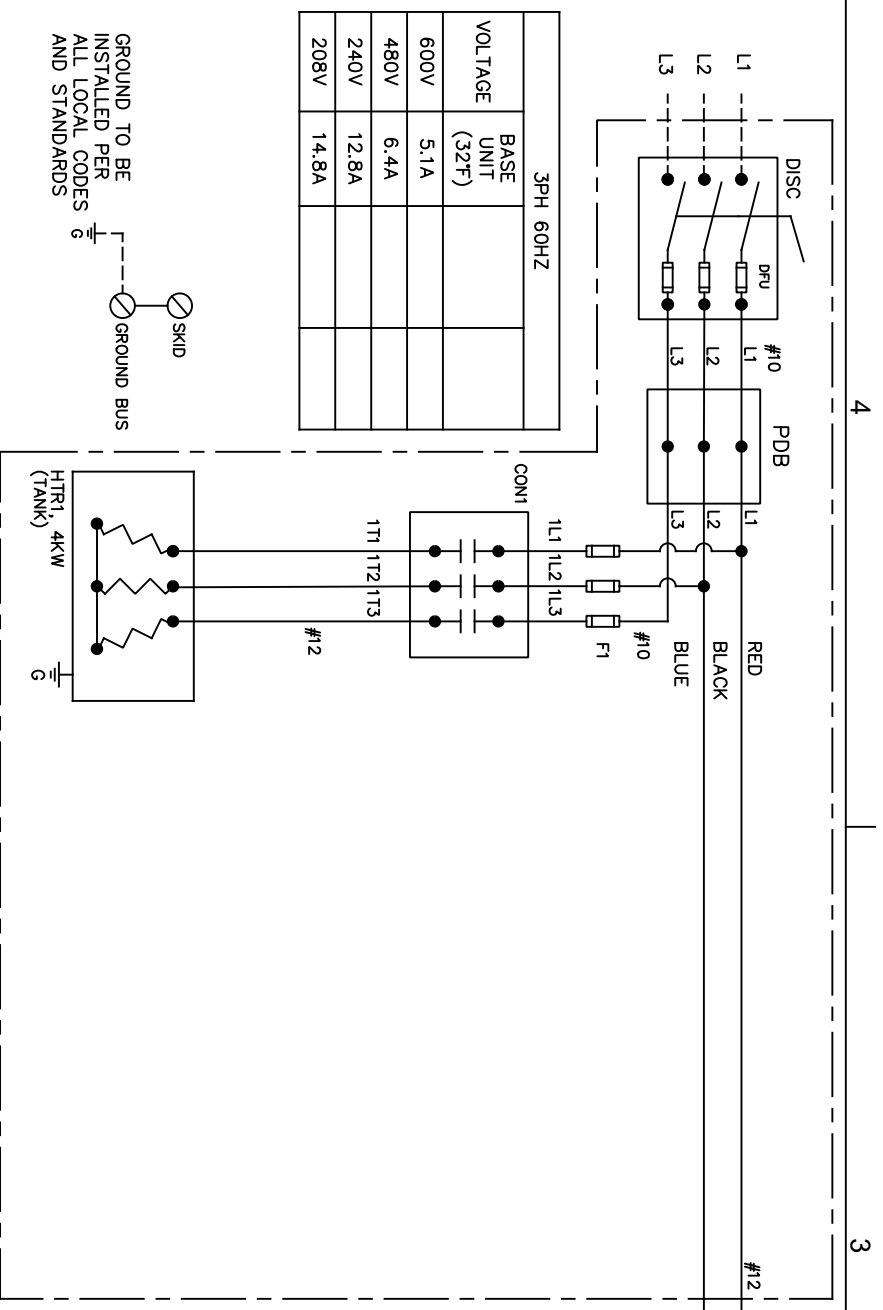 4
3
L1
L2
L3
DISC
DFU
#10
L1
L2
L3
PDB
L1
L2
L3
RED
BLACK
BLUE
#12
#10
F1
1L1
1L2
1L3
CON1
1T1
1T2
1T3
#12
HTR1, 4KW
(TANK)
G
3PH 60HZ
VOLTAGE
BASE
UNIT
(32°F)
600V
5.1A
480V
6.4A
240V
12.8A
208V
14.8A
SKID
GROUND BUS
G
GROUND TO BE
INSTALLED PER
ALL LOCAL CODES
AND STANDARDS